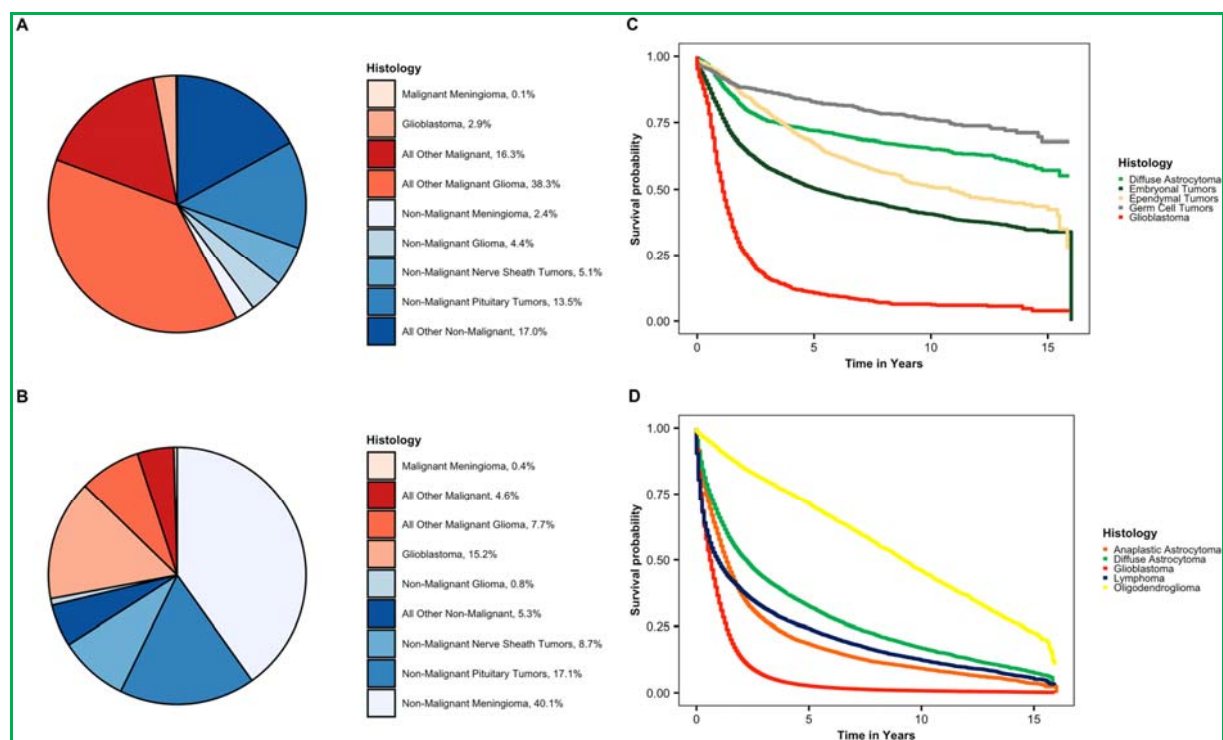 A
Histology
Malignant Meningioma, 0.1%
Glioblastoma, 2.9%
All Other Malignant, 16.3%
All Other Malignant Glioma, 38.3%
Non-Malignant Meningioma, 2.4%
Non-Malignant Glioma, 4.4%
Non-Malignant Nerve Sheath Tumors, 5.1%
Non-Malignant Pituitary Tumors, 13.5%
All Other Non-Malignant, 17.0%
C
Survival probability
1.00
0.75
0.50
0.25
0.00
0 5 10 15
Time in Years
Histology
Diffuse Astrocytoma
Embryonal Tumors
Ependymal Tumors
Germ Cell Tumors
Glioblastoma
B
Histology
Malignant Meningioma, 0.4%
All Other Malignant, 4.6%
All Other Malignant Glioma, 7.7%
Glioblastoma, 15.2%
Non-Malignant Glioma, 0.8%
All Other Non-Malignant, 5.3%
Non-Malignant Nerve Sheath Tumors, 8.7%
Non-Malignant Pituitary Tumors, 17.1%
Non-Malignant Meningioma, 40.1%
D
Survival probability
1.00
0.75
0.50
0.25
0.00
0 5 10 15
Time in Years
Histology
Anaplastic Astrocytoma
Diffuse Astrocytoma
Glioblastoma
Lymphoma
Oligodendroglioma